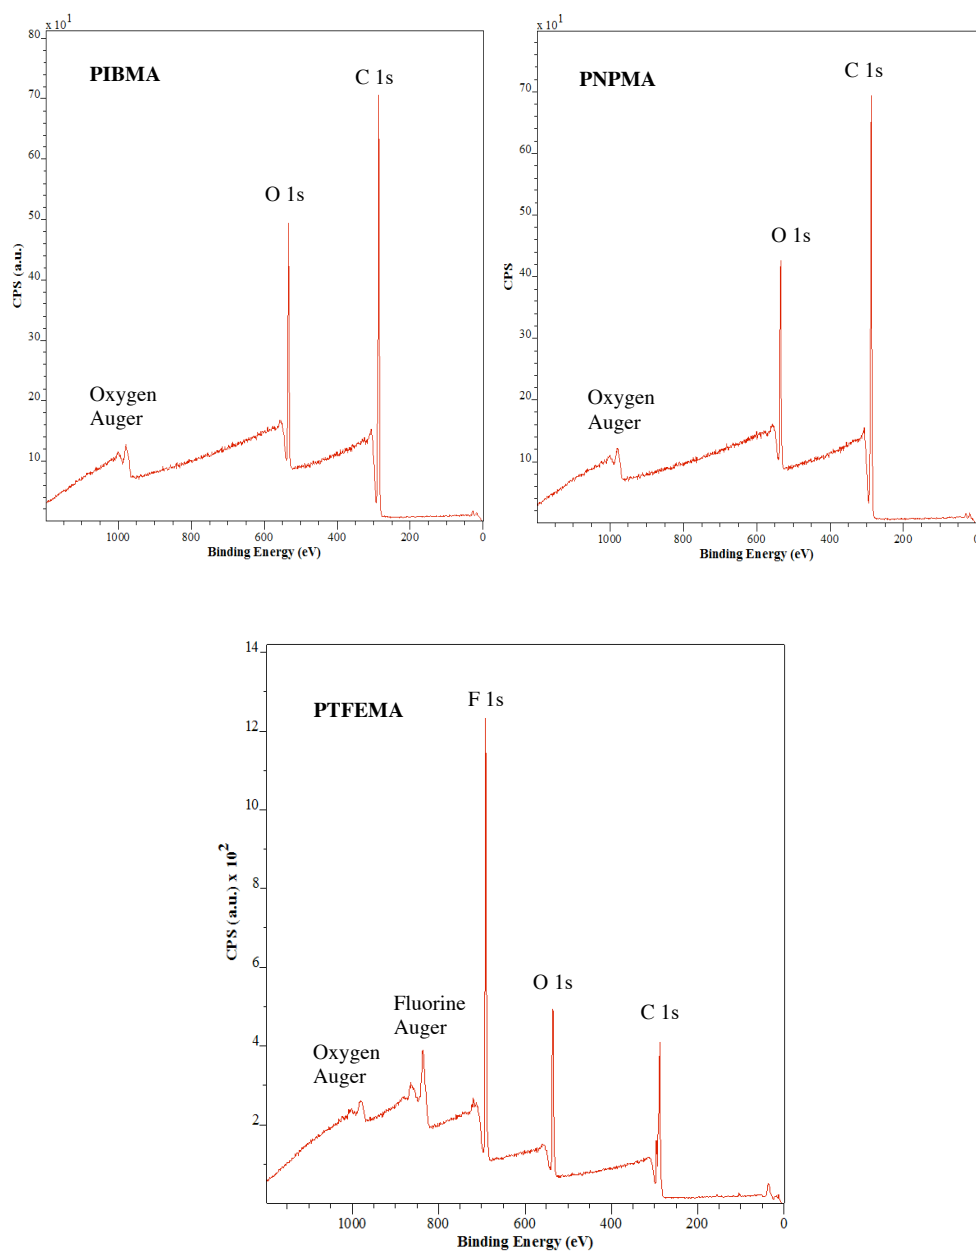 x 10¹
80
70
60
50
40
30
20
10
CPS (a.u.)
PIBMA
C 1s
O 1s
Oxygen
Auger
1000
800
600
400
200
0
Binding Energy (eV)
x 10¹
70
60
50
40
30
20
10
CPS
PNPMA
C 1s
O 1s
Oxygen
Auger
1000
800
600
400
200
0
Binding Energy (eV)
14
12
10
8
6
4
2
CPS (a.u.) x 10²
PTFEMA
F 1s
O 1s
C 1s
Fluorine
Auger
Oxygen
Auger
1000
800
600
400
200
0
Binding Energy (eV)